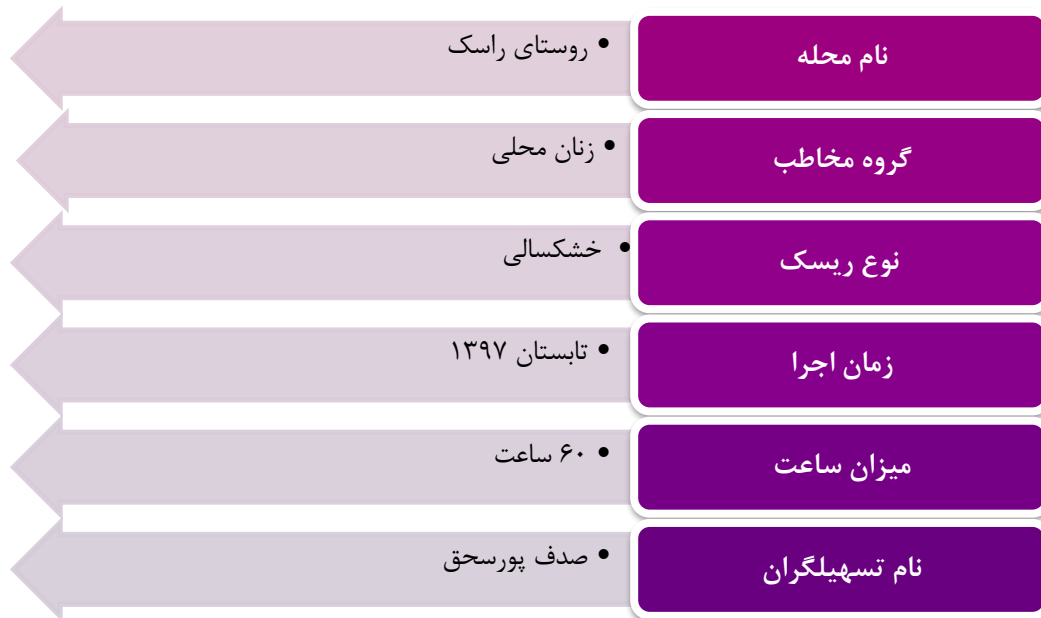 نام محله
• روستای راسک
گروه مخاطب
• زنان محلی
نوع ریسک
• خشکسالی
زمان اجرا
• تابستان ۱۳۹۷
میزان ساعت
• ۶۰ ساعت
نام تسهیلگران
• صدف پورسحق